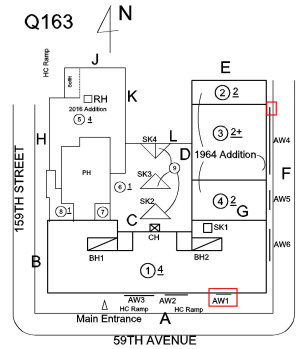 Q163
N
HC Ramp
J
E
Solin
RH
2016 Addition
⑤ 4
K
② 2
H
SK4
L
③ 2+
AW4
D
1964 Addition
159TH STREET
PH
SK3
⑨
⑥ 1
F
⑧ 1
⑦
SK2
④ 2
AW5
C
G
CH
SK1
AW6
B
BH1
BH2
① 4
AW3
AW2
AW1
HC Ramp
HC Ramp
Main Entrance
A
59TH AVENUE